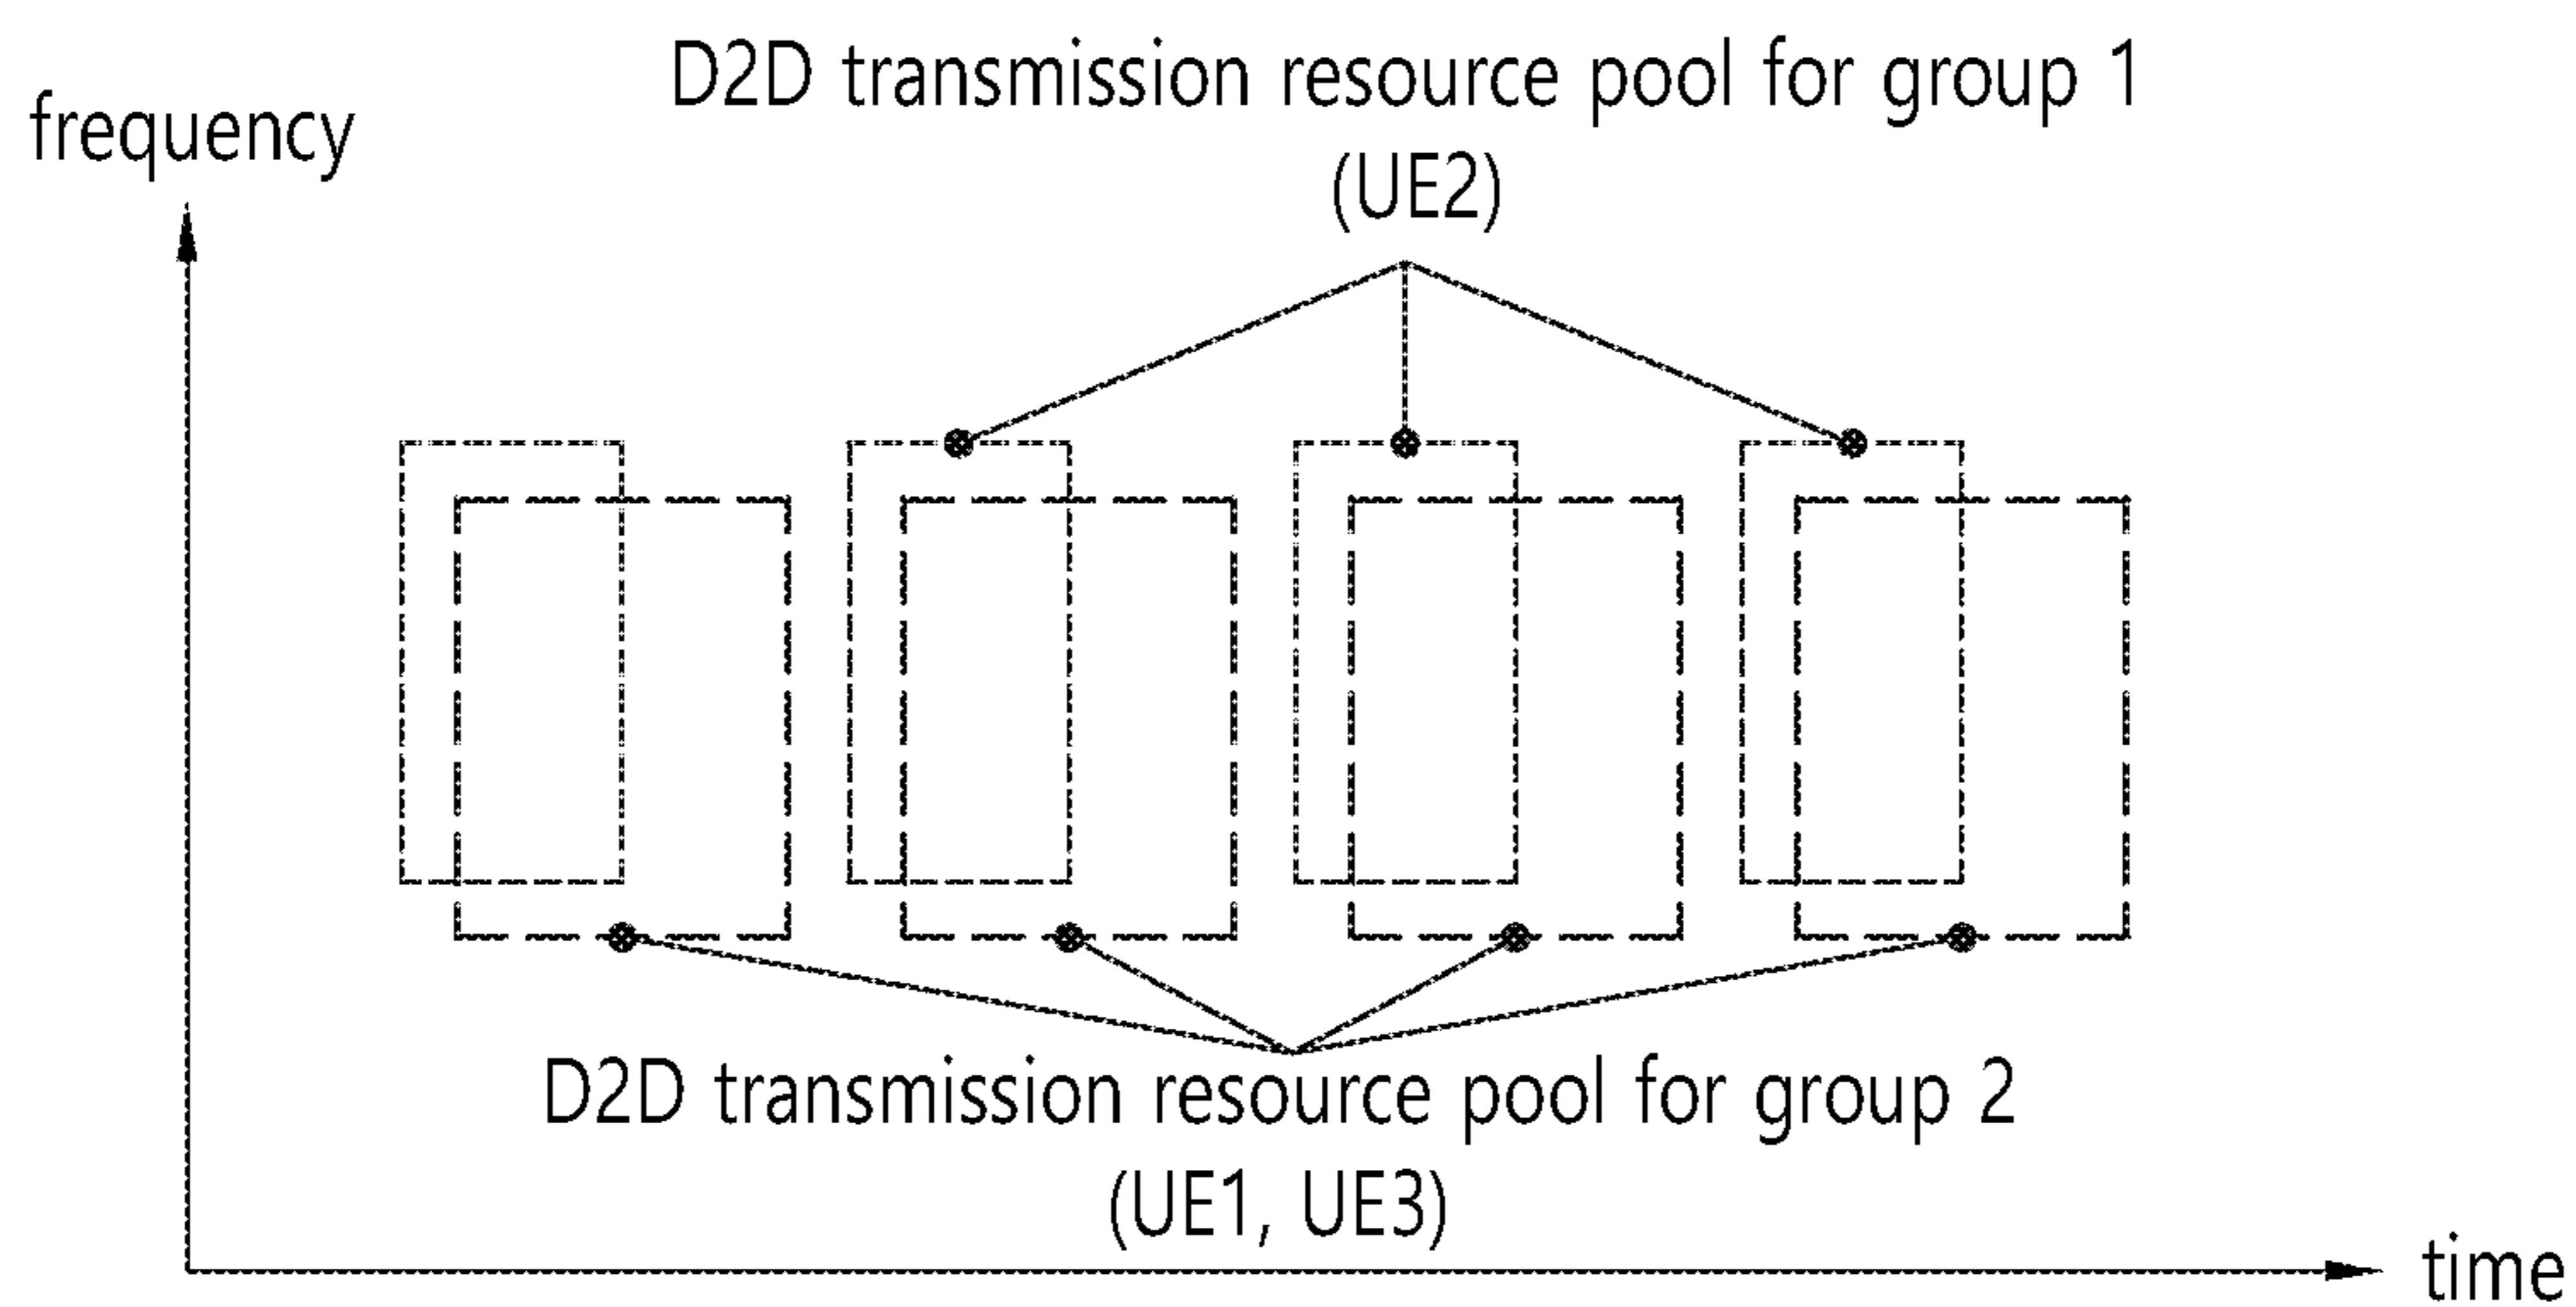 D2D transmission resource pool for group 1
(UE2)
frequency
D2D transmission resource pool for group 2
(UE1, UE3)
time